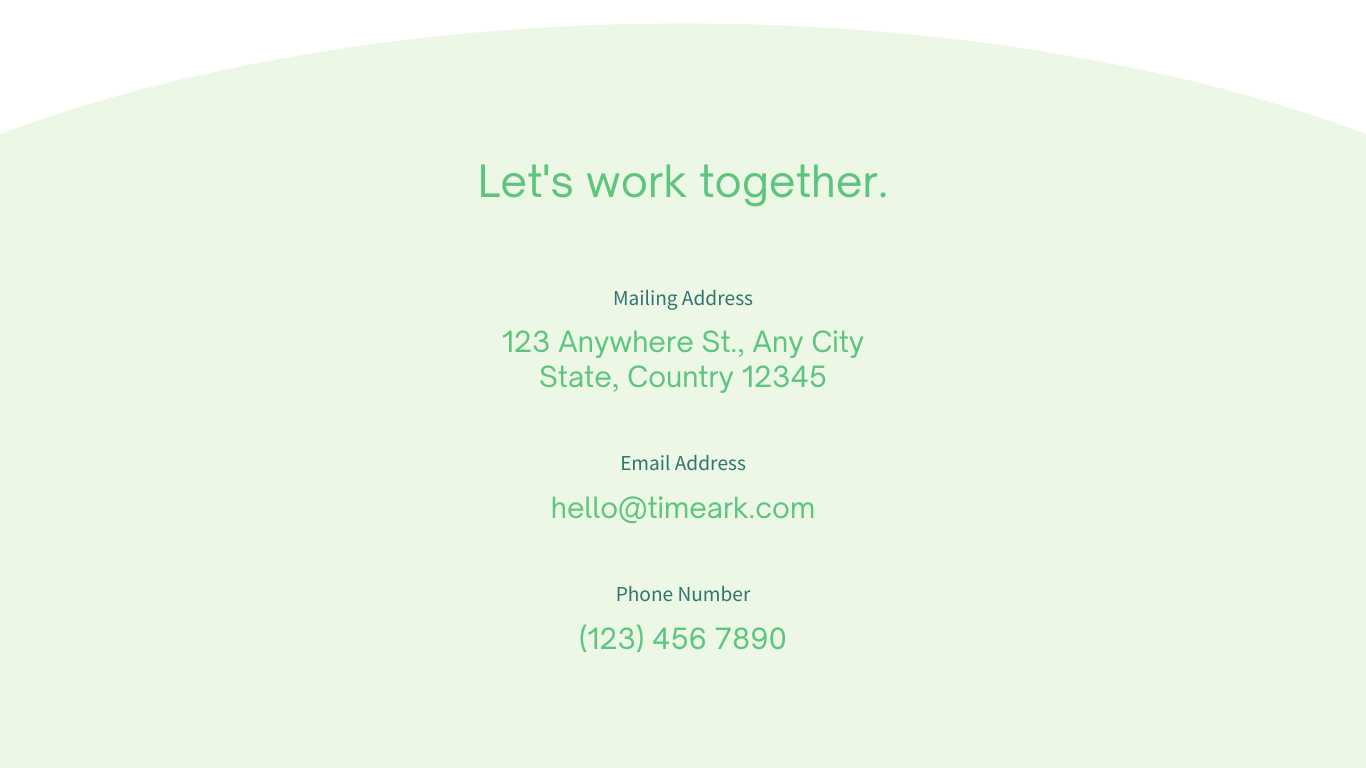 Let's work together.
Mailing Address
123 Anywhere St., Any City
State, Country 12345
Email Address
hello@timeark.com
Phone Number
(123) 456 7890